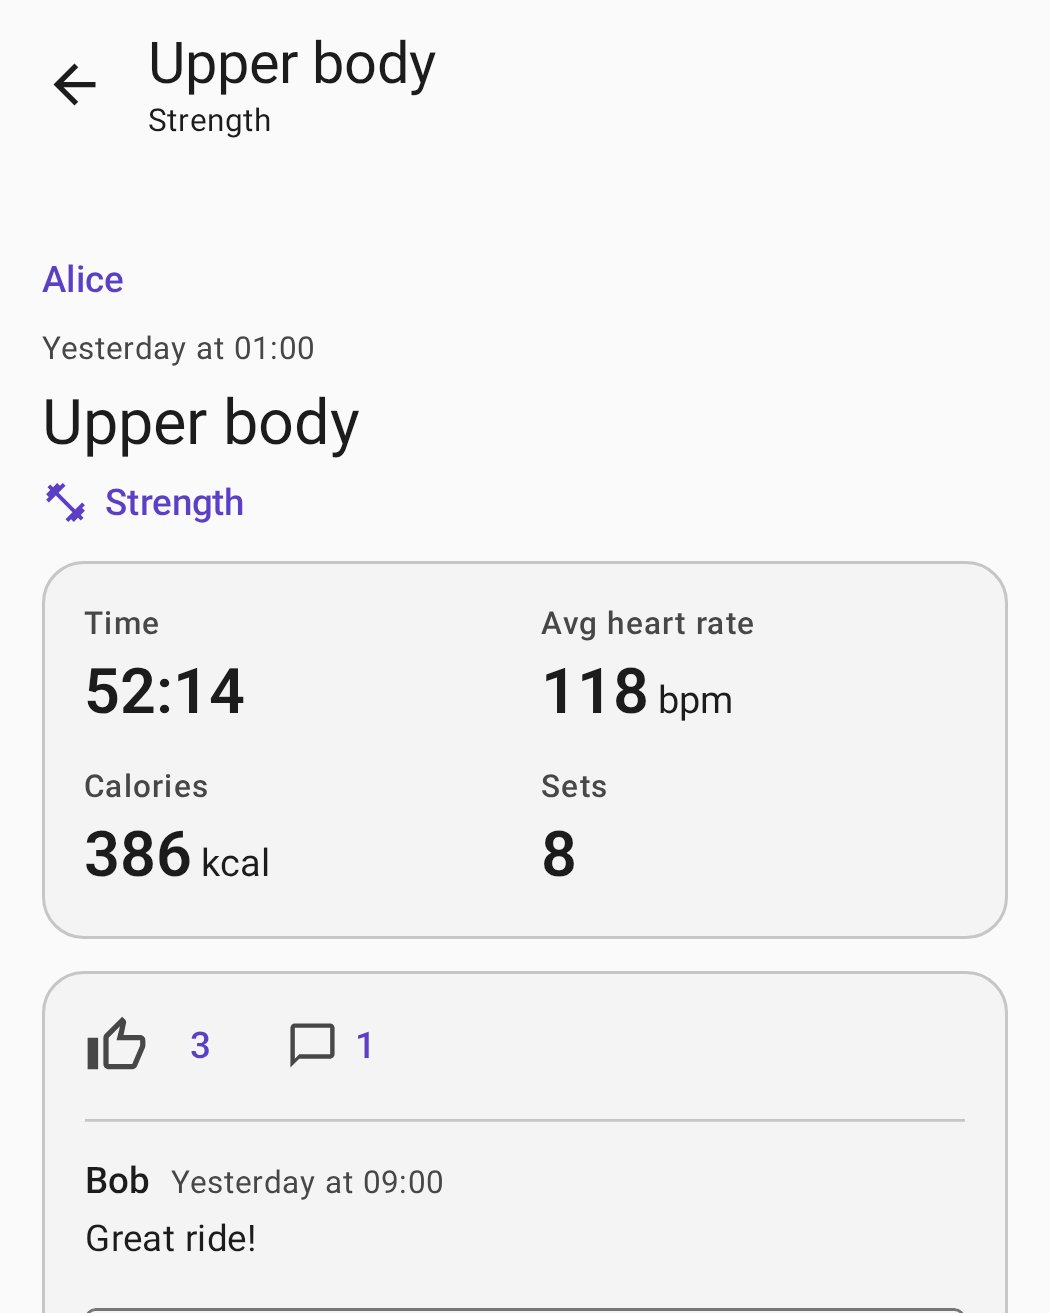 Upper body
Strength
Alice
Yesterday at 01:00
Upper body
Strength
Time
52:14
Avg heart rate
118 bpm
Calories
386 kcal
Sets
8
3
1
Bob Yesterday at 09:00
Great ride!